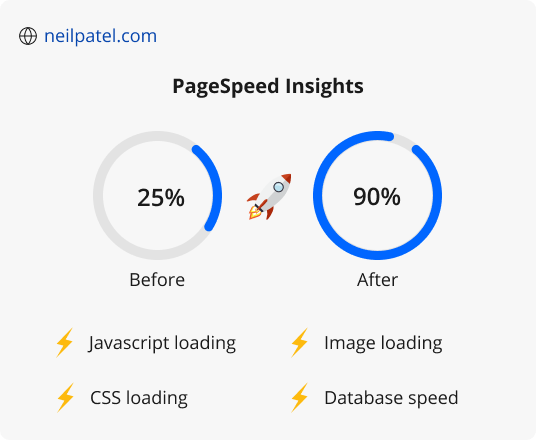 neilpatel.com
PageSpeed Insights
25%
90%
Before
After
Javascript loading
Image loading
CSS loading
Database speed